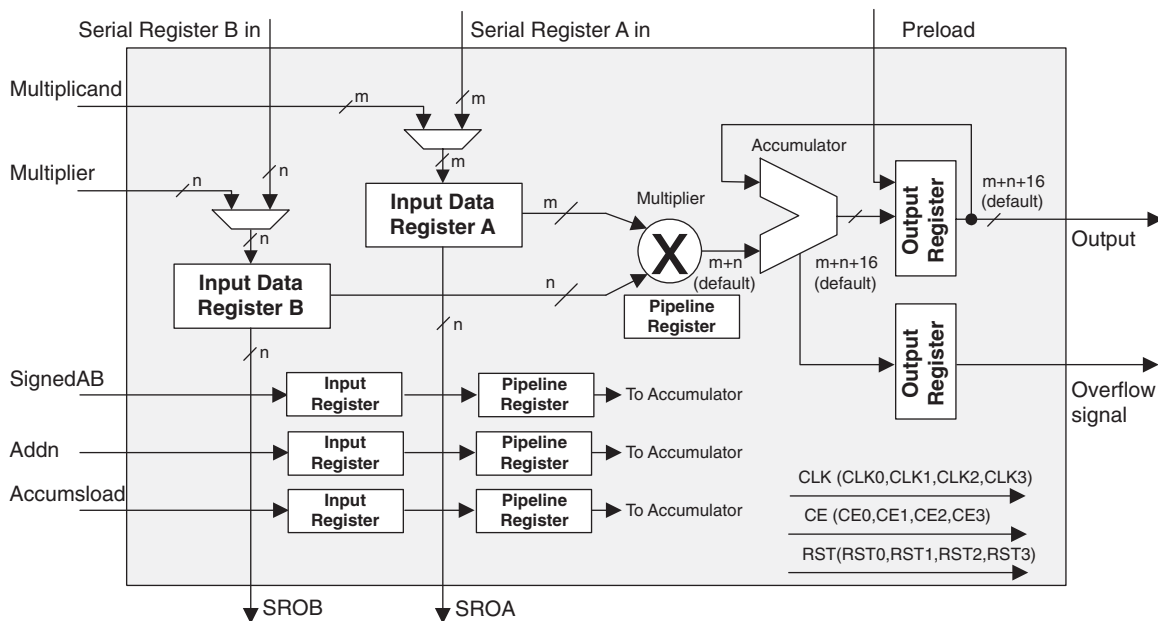 Serial Register B in
Serial Register A in
Preload
Multiplicand
m
m
Multiplier
n
n
m
Accumulator
Input Data
Register A
m
Multiplier
X
m+n
(default)
m+n+16
(default)
Output
Register
m+n+16
(default)
Output
n
Input Data
Register B
n
Pipeline
Register
n
n
Output
Register
Overflow
signal
SignedAB
Input
Register
Pipeline
Register
To Accumulator
Addn
Input
Register
Pipeline
Register
To Accumulator
Accumsload
Input
Register
Pipeline
Register
To Accumulator
CLK (CLK0,CLK1,CLK2,CLK3)
CE (CE0,CE1,CE2,CE3)
RST(RST0,RST1,RST2,RST3)
SROB
SROA